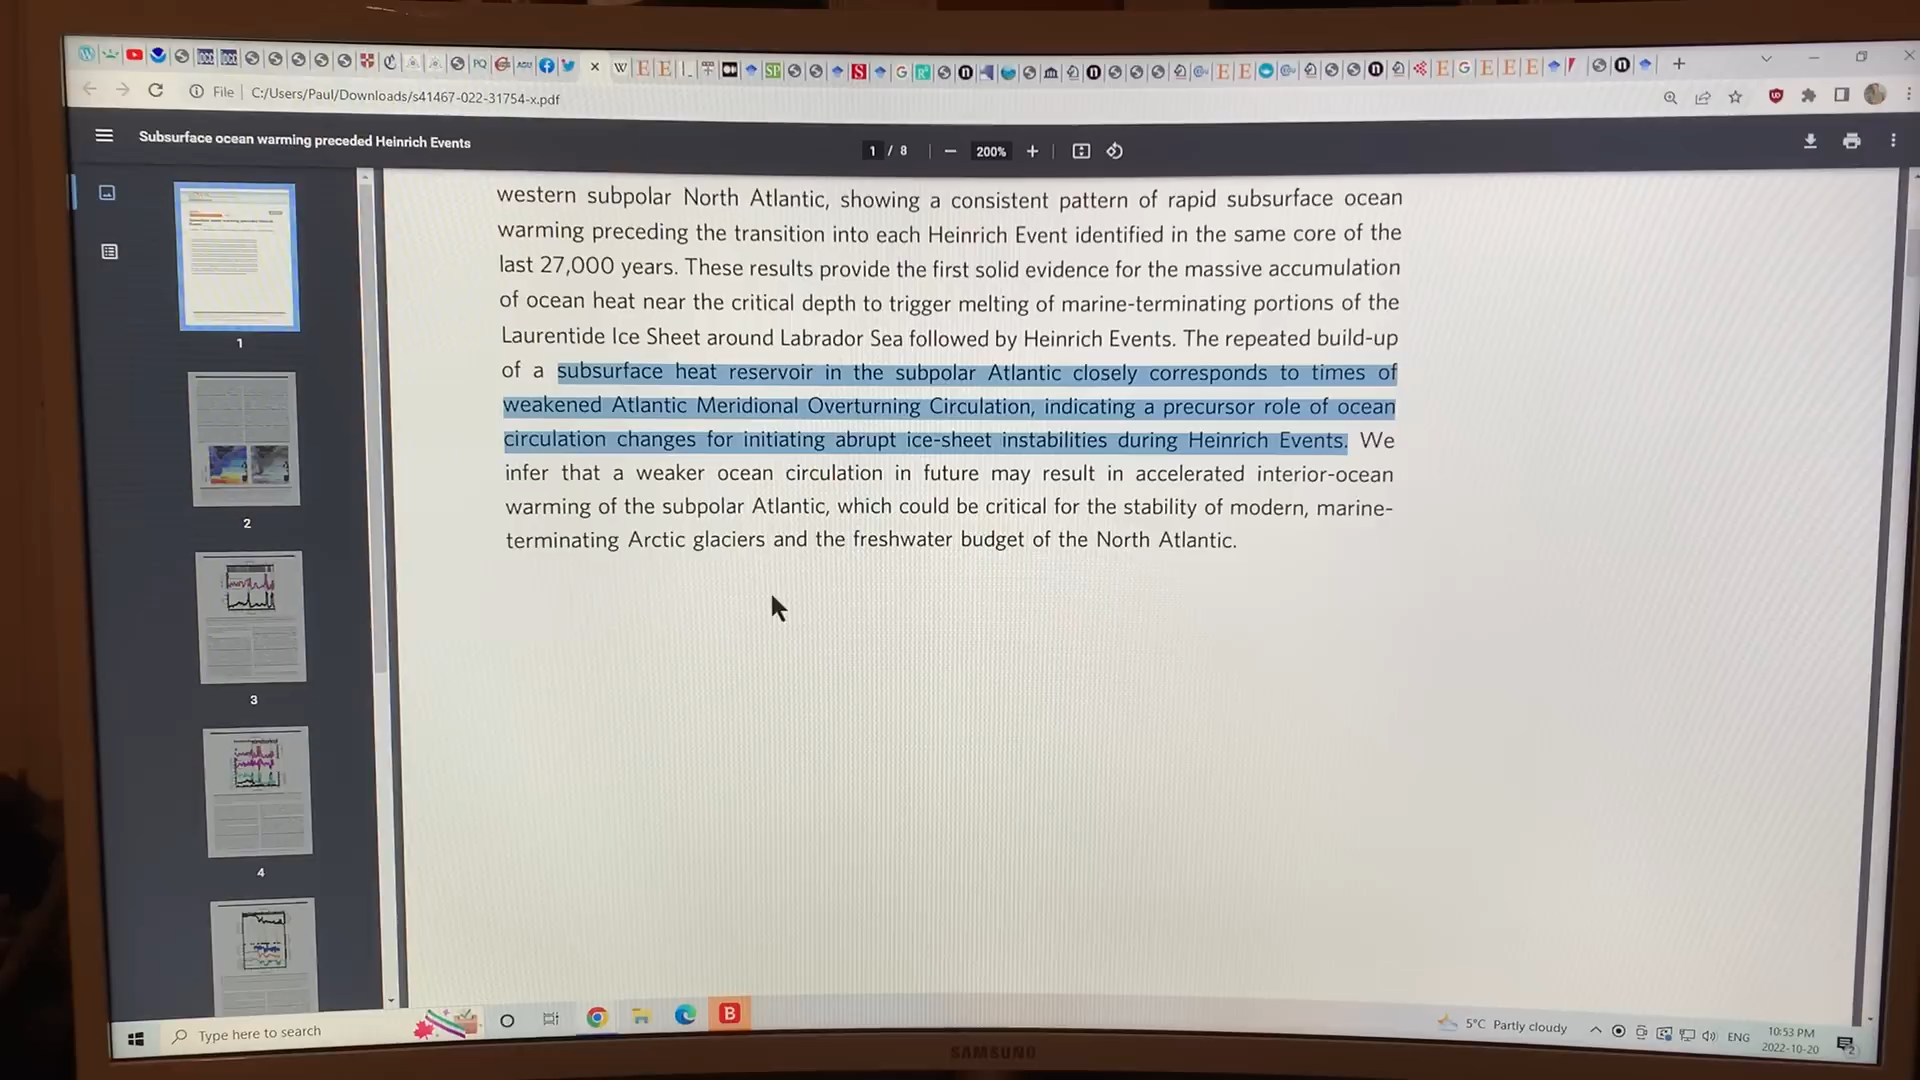 File | C:/Users/Paul/Downloads/s41467-022-31754-x.pdf
Subsurface ocean warming preceded Heinrich Events
1 / 8
200%
western subpolar North Atlantic, showing a consistent pattern of rapid subsurface ocean
warming preceding the transition into each Heinrich Event identified in the same core of the
last 27,000 years. These results provide the first solid evidence for the massive accumulation
of ocean heat near the critical depth to trigger melting of marine-terminating portions of the
Laurentide Ice Sheet around Labrador Sea followed by Heinrich Events. The repeated build-up
of a subsurface heat reservoir in the subpolar Atlantic closely corresponds to times of
weakened Atlantic Meridional Overturning Circulation, indicating a precursor role of ocean
circulation changes for initiating abrupt ice-sheet instabilities during Heinrich Events. We
infer that a weaker ocean circulation in future may result in accelerated interior-ocean
warming of the subpolar Atlantic, which could be critical for the stability of modern, marine-
terminating Arctic glaciers and the freshwater budget of the North Atlantic.
1
2
3
4
Type here to search
B
5°C Partly cloudy
ENG
10:53 PM
2022-10-20
SAMSUNG